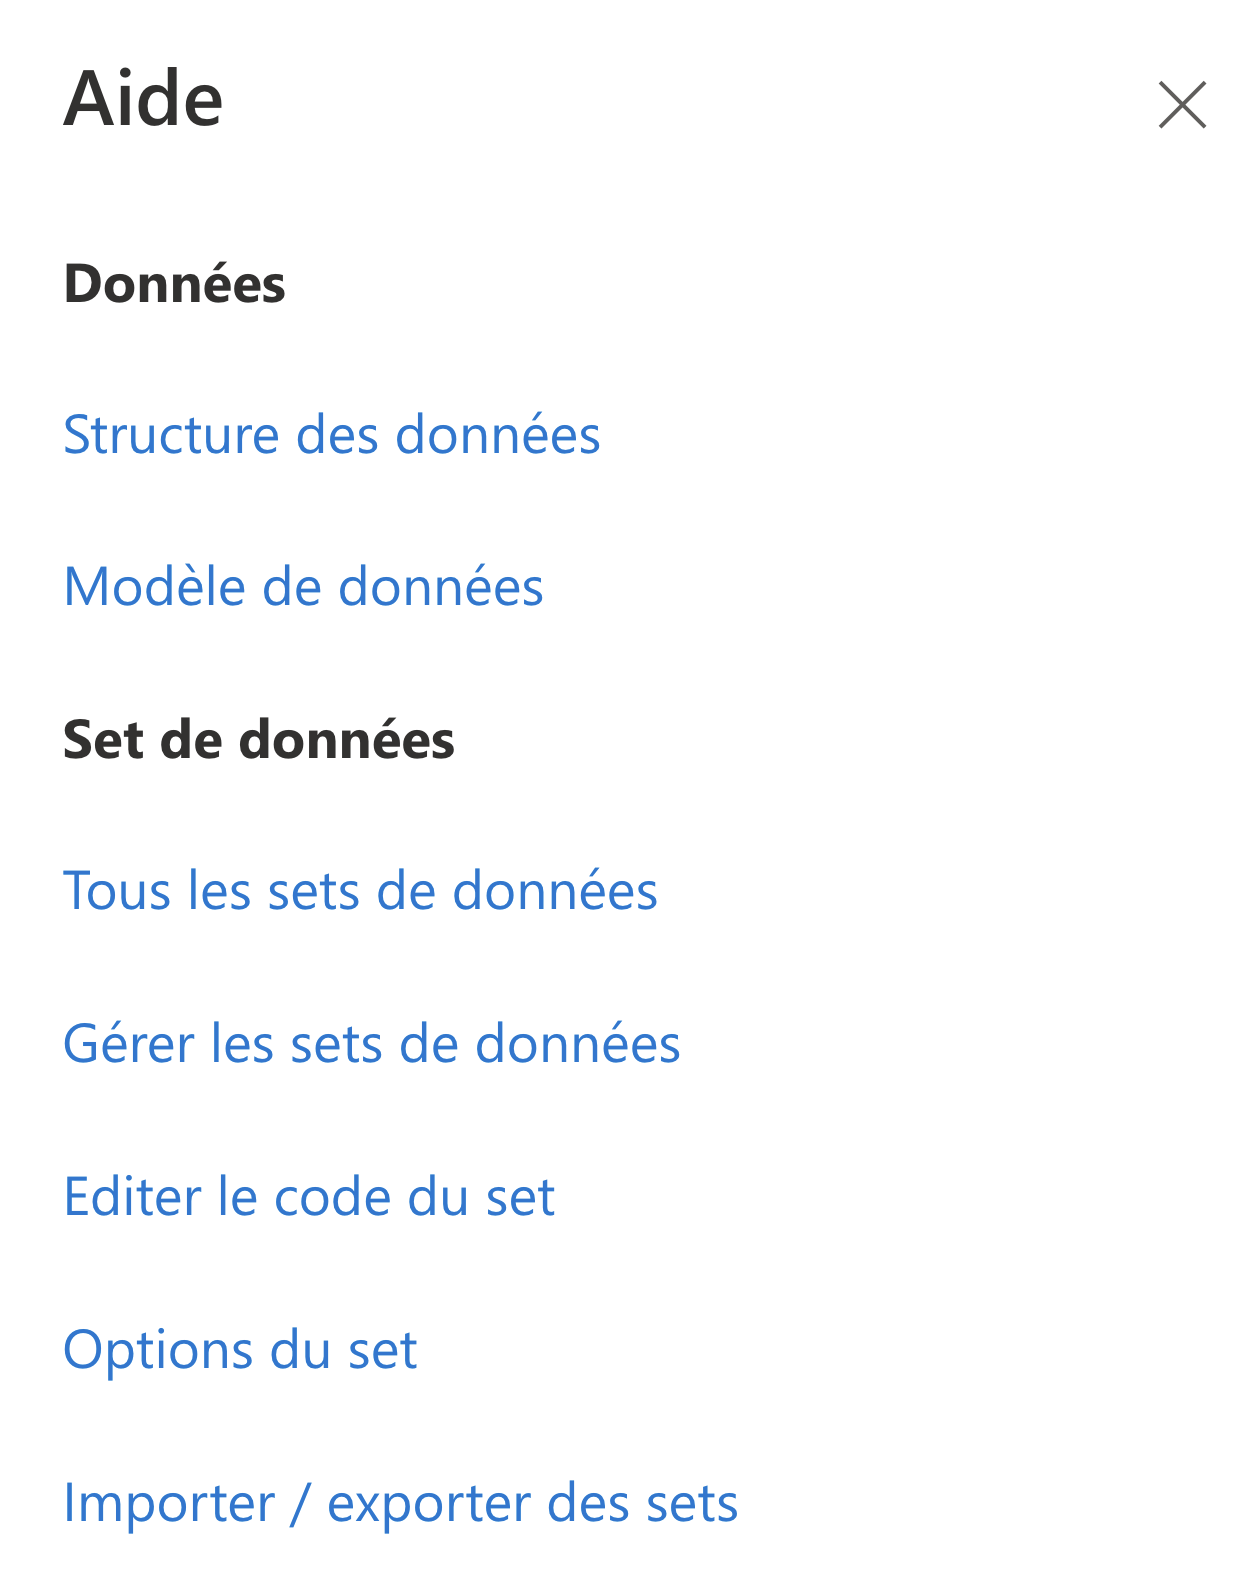 Aide
Données
Structure des données
Modèle de données
Set de données
Tous les sets de données
Gérer les sets de données
Editer le code du set
Options du set
Importer / exporter des sets